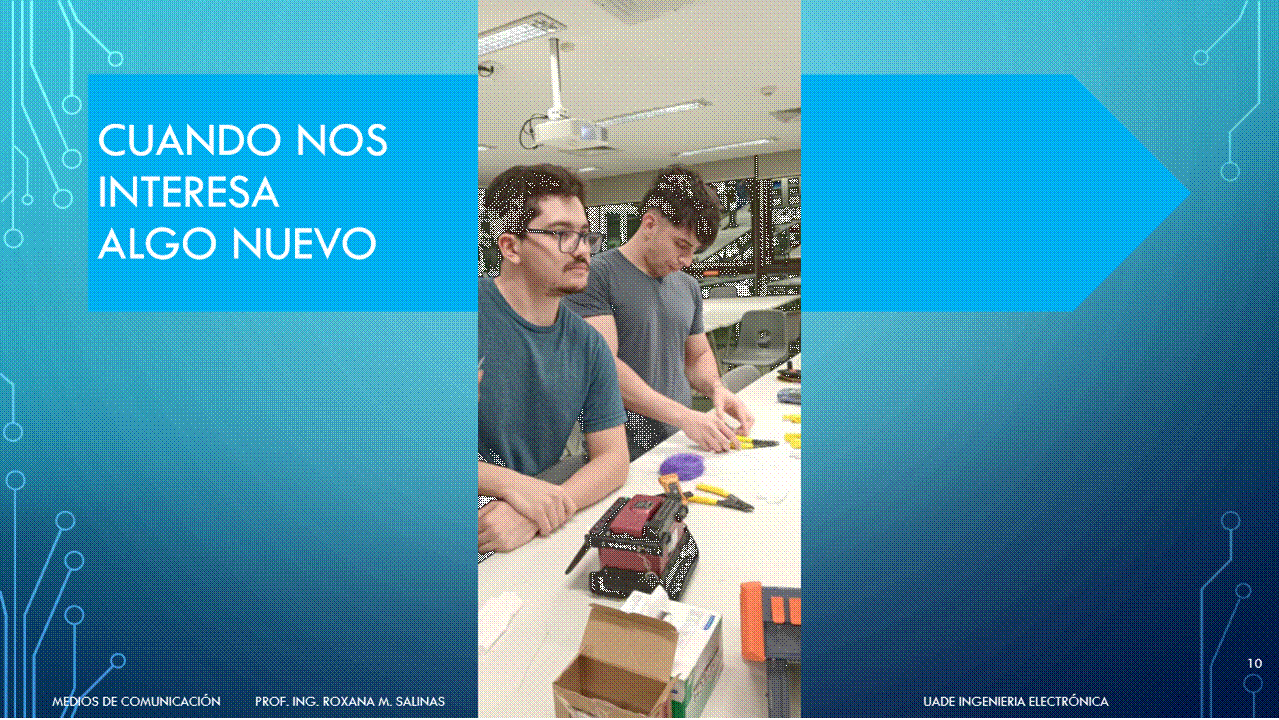 CUANDO NOS
INTERESA
ALGO NUEVO
10
MEDIOS DE COMUNICACIÓN PROF. ING. ROXANA M. SALINAS UADE INGENIERIA ELECTRÓNICA